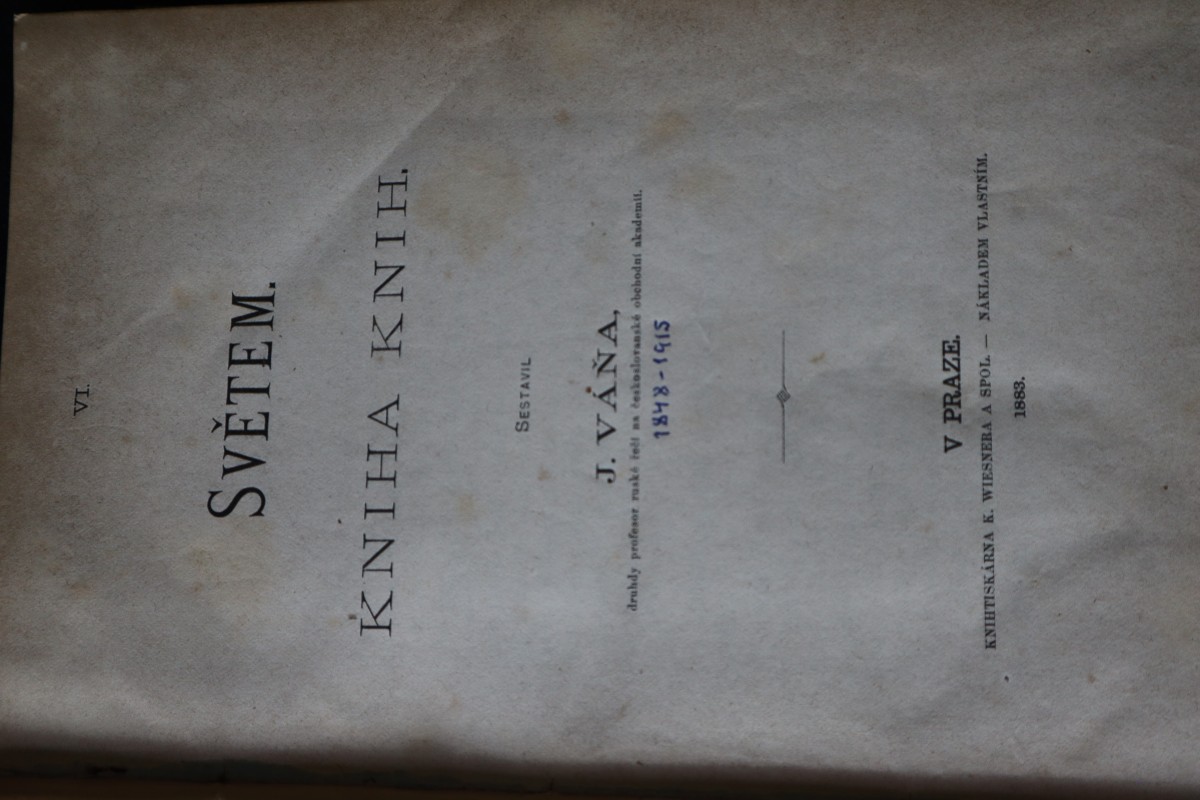 VI.
SVĚTEM.
KNIHA KNIH.
SESTAVIL
J. VÁŇA,
druhdy profesor ruské řeči na českoslovanské obchodní akademii.
1848-1915
V PRAZE.
KNIHTISKÁRNA K. WIESNERA A SPOL. — NÁKLADEM VLASTNÍM.
1883.